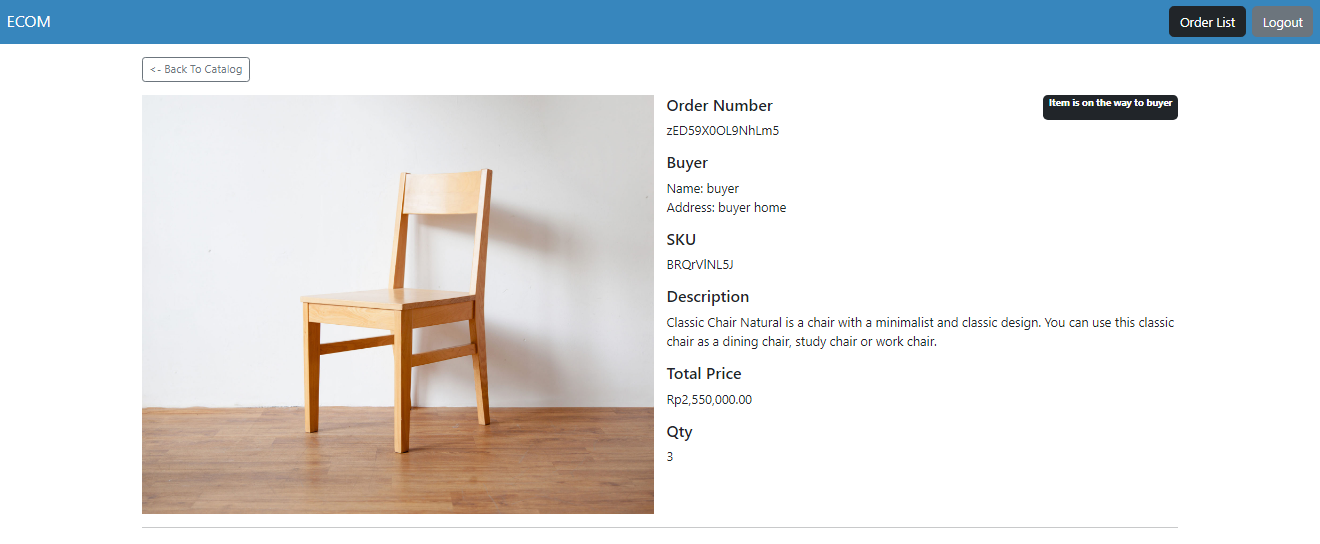 ECOM
Order List
Logout
<- Back To Catalog
Order Number
Item is on the way to buyer
zED59X0OL9NhLm5
Buyer
Name: buyer
Address: buyer home
SKU
BRQrVlNL5J
Description
Classic Chair Natural is a chair with a minimalist and classic design. You can use this classic
chair as a dining chair, study chair or work chair.
Total Price
Rp2,550,000.00
Qty
3